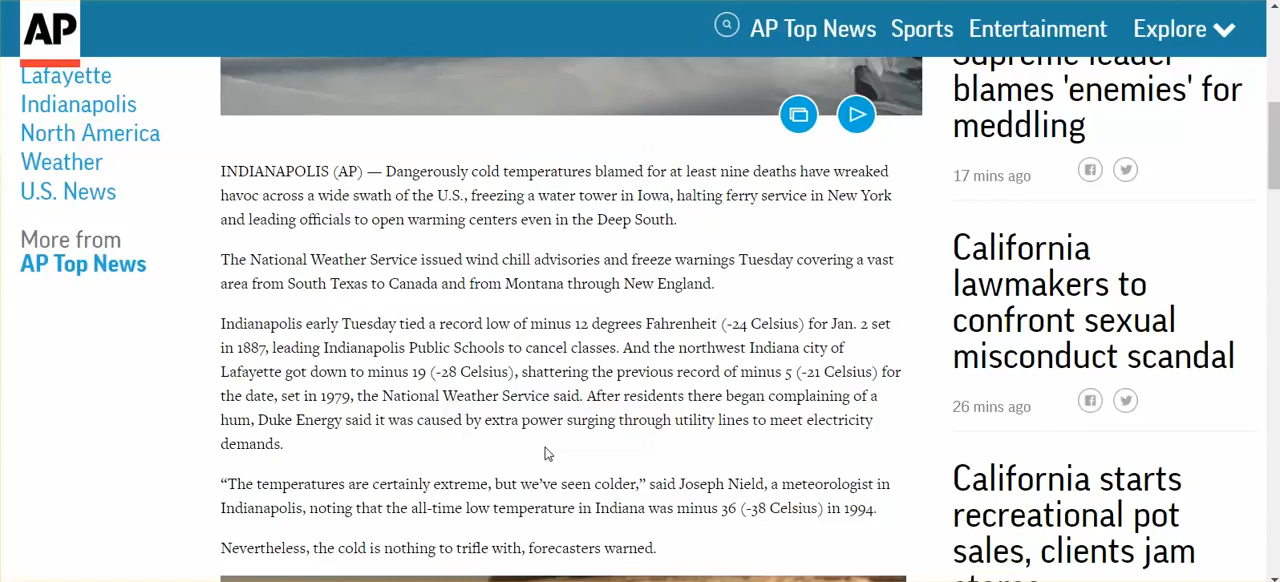 AP
AP Top News Sports Entertainment Explore
Lafayette
Indianapolis
North America
Weather
U.S. News
More from
AP Top News
INDIANAPOLIS (AP) — Dangerously cold temperatures blamed for at least nine deaths have wreaked
havoc across a wide swath of the U.S., freezing a water tower in Iowa, halting ferry service in New York
and leading officials to open warming centers even in the Deep South.
The National Weather Service issued wind chill advisories and freeze warnings Tuesday covering a vast
area from South Texas to Canada and from Montana through New England.
Indianapolis early Tuesday tied a record low of minus 12 degrees Fahrenheit (-24 Celsius) for Jan. 2 set
in 1887, leading Indianapolis Public Schools to cancel classes. And the northwest Indiana city of
Lafayette got down to minus 19 (-28 Celsius), shattering the previous record of minus 5 (-21 Celsius) for
the date, set in 1979, the National Weather Service said. After residents there began complaining of a
hum, Duke Energy said it was caused by extra power surging through utility lines to meet electricity
demands.
“The temperatures are certainly extreme, but we’ve seen colder,” said Joseph Nield, a meteorologist in
Indianapolis, noting that the all-time low temperature in Indiana was minus 36 (-38 Celsius) in 1994.
Nevertheless, the cold is nothing to trifle with, forecasters warned.
Supreme leader
blames 'enemies' for
meddling
17 mins ago
California
lawmakers to
confront sexual
misconduct scandal
26 mins ago
California starts
recreational pot
sales, clients jam